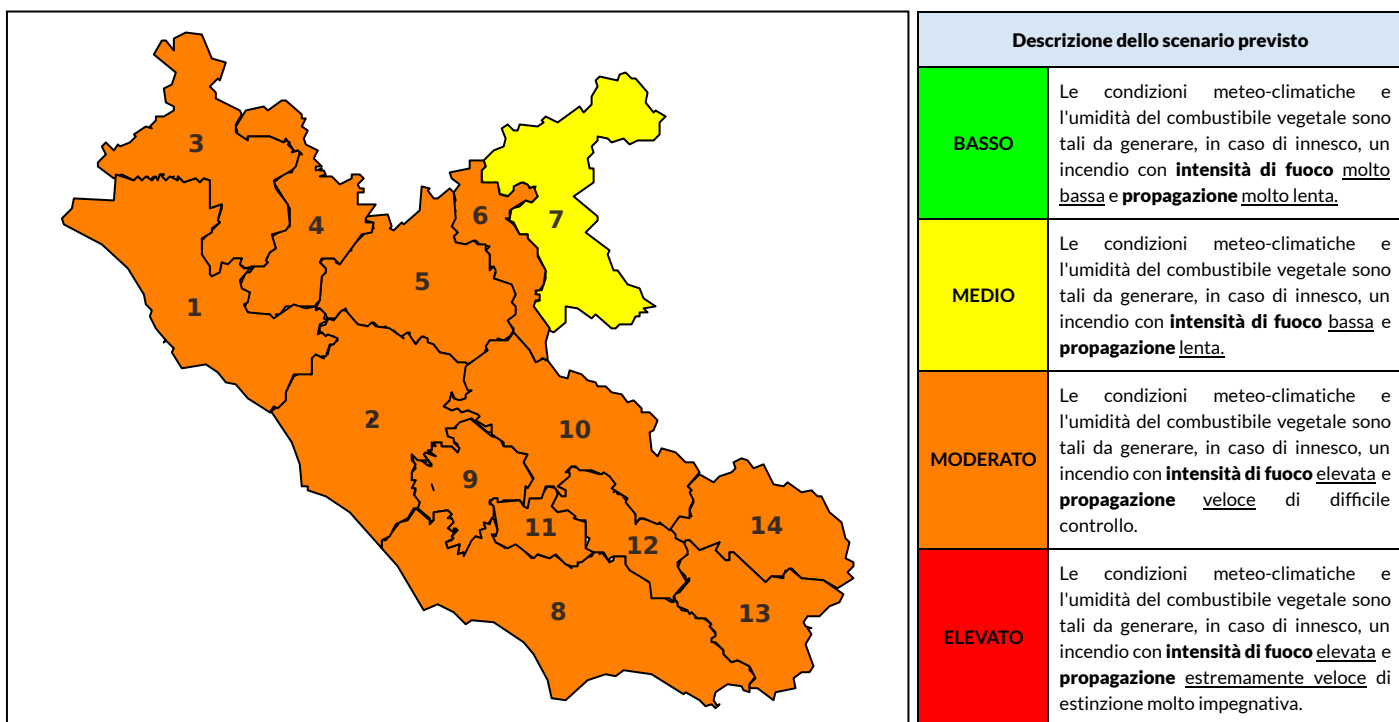 3
4
6
7
5
1
2
10
9
11
14
12
8
13
Descrizione dello scenario previsto
BASSO
Le condizioni meteo-climatiche e
l'umidità del combustibile vegetale sono
tali da generare, in caso di innesco, un
incendio con intensità di fuoco molto
bassa e propagazione molto lenta.
MEDIO
Le condizioni meteo-climatiche e
l'umidità del combustibile vegetale sono
tali da generare, in caso di innesco, un
incendio con intensità di fuoco bassa e
propagazione lenta.
MODERATO
Le condizioni meteo-climatiche e
l'umidità del combustibile vegetale sono
tali da generare, in caso di innesco, un
incendio con intensità di fuoco elevata e
propagazione veloce di difficile
controllo.
ELEVATO
Le condizioni meteo-climatiche e
l'umidità del combustibile vegetale sono
tali da generare, in caso di innesco, un
incendio con intensità di fuoco elevata e
propagazione estremamente veloce di
estinzione molto impegnativa.